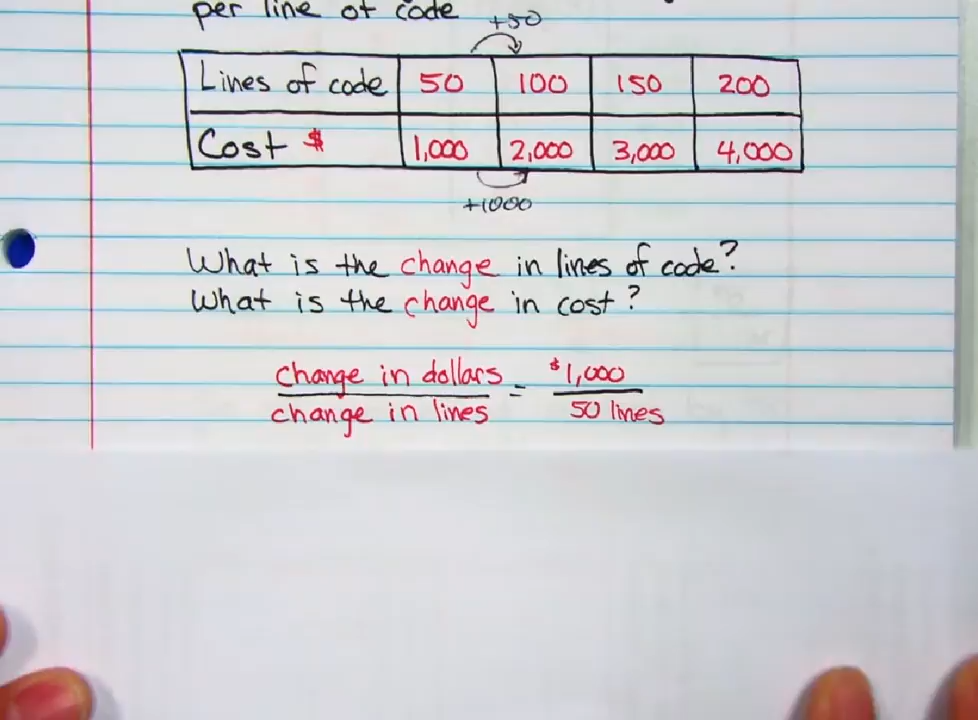 per line of code
+50
Lines of code 50 100 150 200
Cost $ 1,000 2,000 3,000 4,000
+1000
What is the change in lines of code?
What is the change in cost?
change in dollars = $1,000
change in lines 50 lines